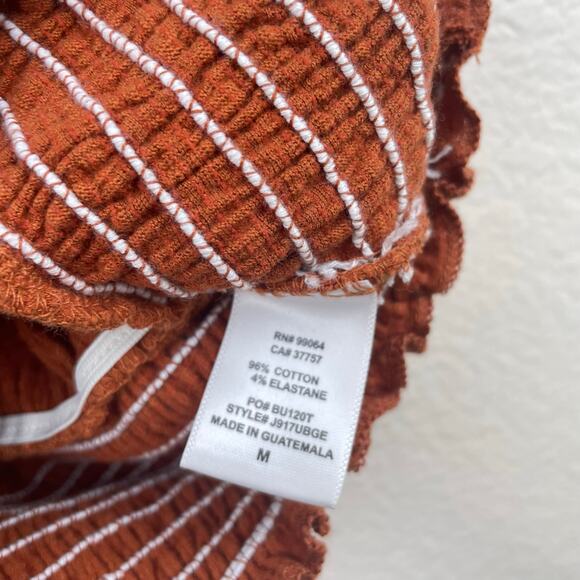 RN# 99064
CA# 37757
96% COTTON
4% ELASTANE
PO# BU120T
STYLE# J917UBGE
MADE IN GUATEMALA
M